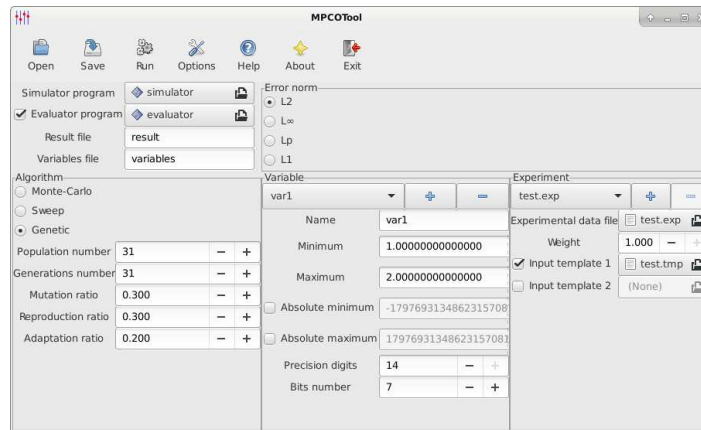 MPCOTool
Open Save Run Options Help About Exit
Simulator program simulator
Evaluator program evaluator
Result file result
Variables file variables
Error norm
L2
L∞
Lp
L1
Algorithm
Monte-Carlo
Sweep
Genetic
Population number 31 − +
Generations number 31 − +
Mutation ratio 0.300 − +
Reproduction ratio 0.300 − +
Adaptation ratio 0.200 − +
Variable
var1
Name var1
Minimum 1.00000000000000
Maximum 2.00000000000000
Absolute minimum -1797693134862315708
Absolute maximum 17976931348623157081
Precision digits 14 − +
Bits number 7 − +
Experiment
test.exp
Experimental data file test.exp
Weight 1.000 − +
Input template 1 test.tmp
Input template 2 (None)